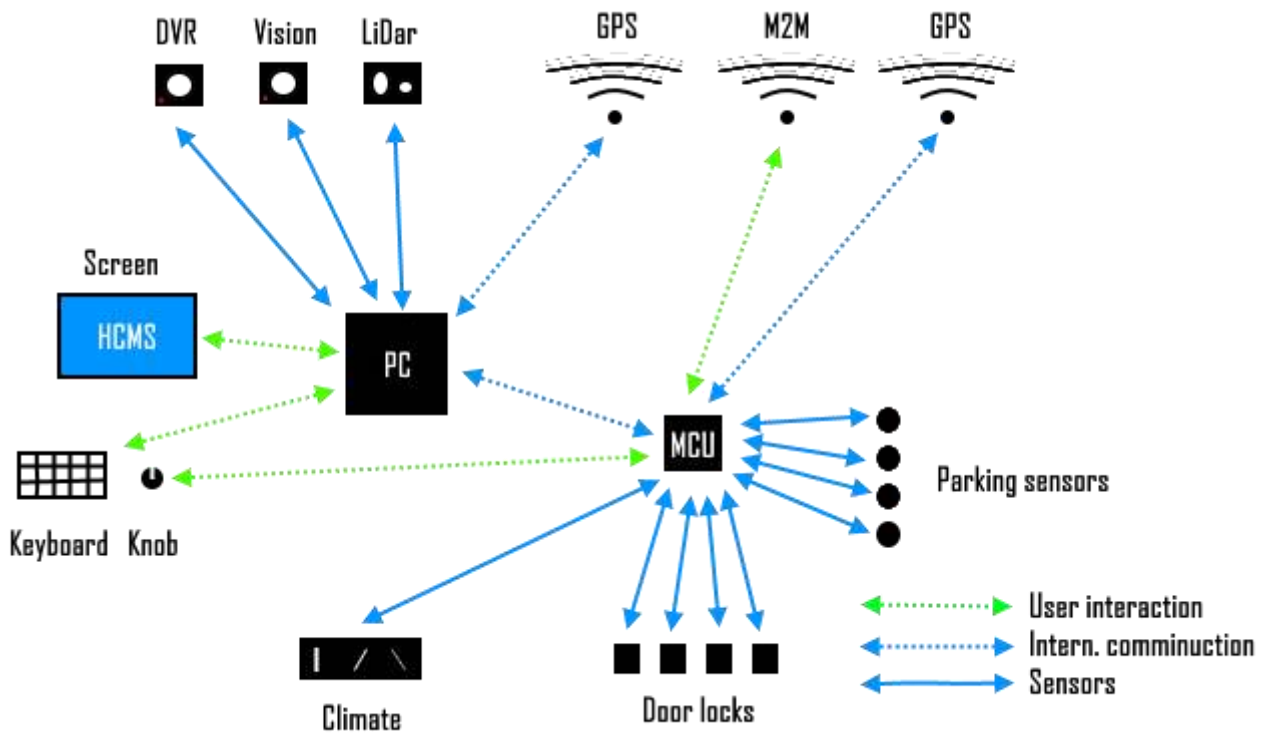 DVR Vision LiDar GPS M2M GPS
Screen
HCMS
PC
MCU
Parking sensors
Keyboard Knob
User interaction
Intern. comminuction
Sensors
Climate
Door locks